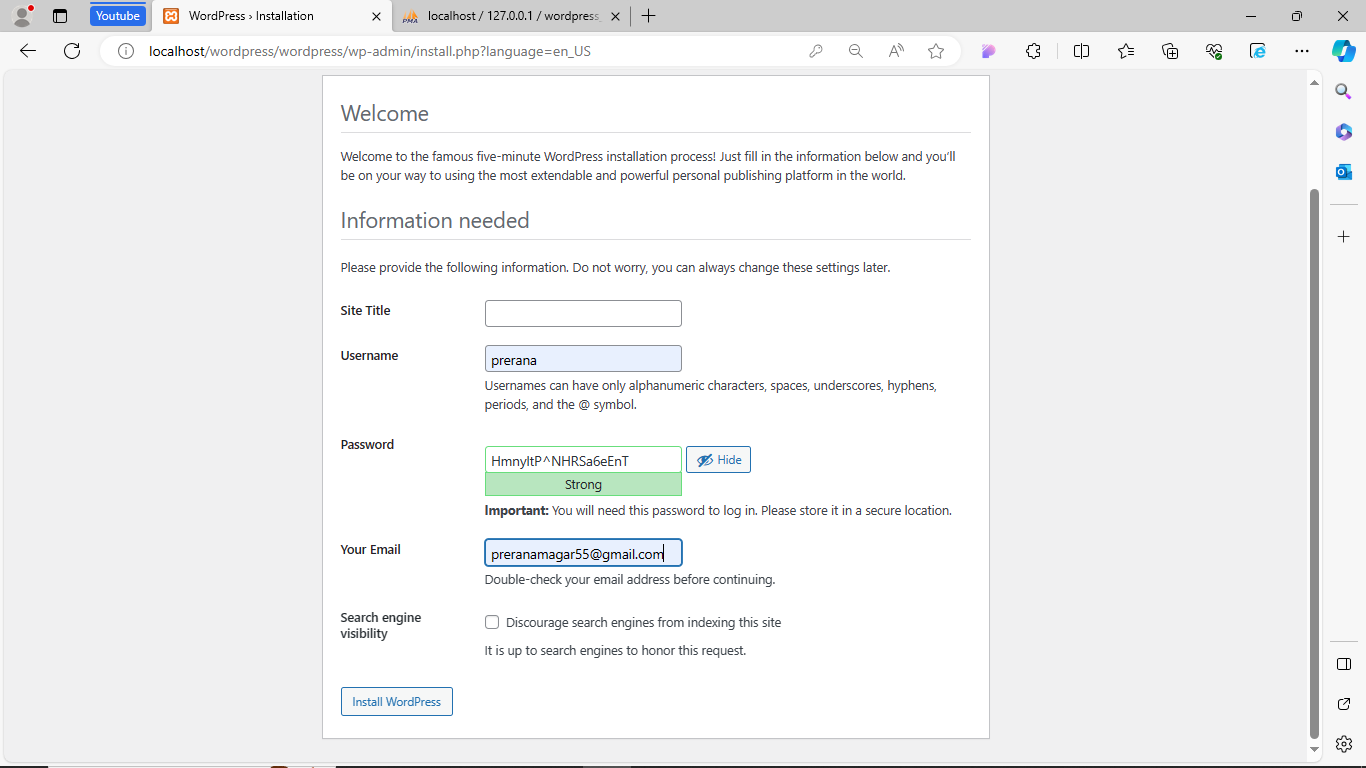 Youtube
WordPress › Installation
localhost / 127.0.0.1 / wordpress
localhost/wordpress/wordpress/wp-admin/install.php?language=en_US
Welcome
Welcome to the famous five-minute WordPress installation process! Just fill in the information below and you’ll
be on your way to using the most extendable and powerful personal publishing platform in the world.
Information needed
Please provide the following information. Do not worry, you can always change these settings later.
Site Title
Username
prerana
Usernames can have only alphanumeric characters, spaces, underscores, hyphens,
periods, and the @ symbol.
Password
HmnyItP^NHRSa6eEnT
Hide
Strong
Important: You will need this password to log in. Please store it in a secure location.
Your Email
preranamagar55@gmail.com
Double-check your email address before continuing.
Search engine
visibility
Discourage search engines from indexing this site
It is up to search engines to honor this request.
Install WordPress